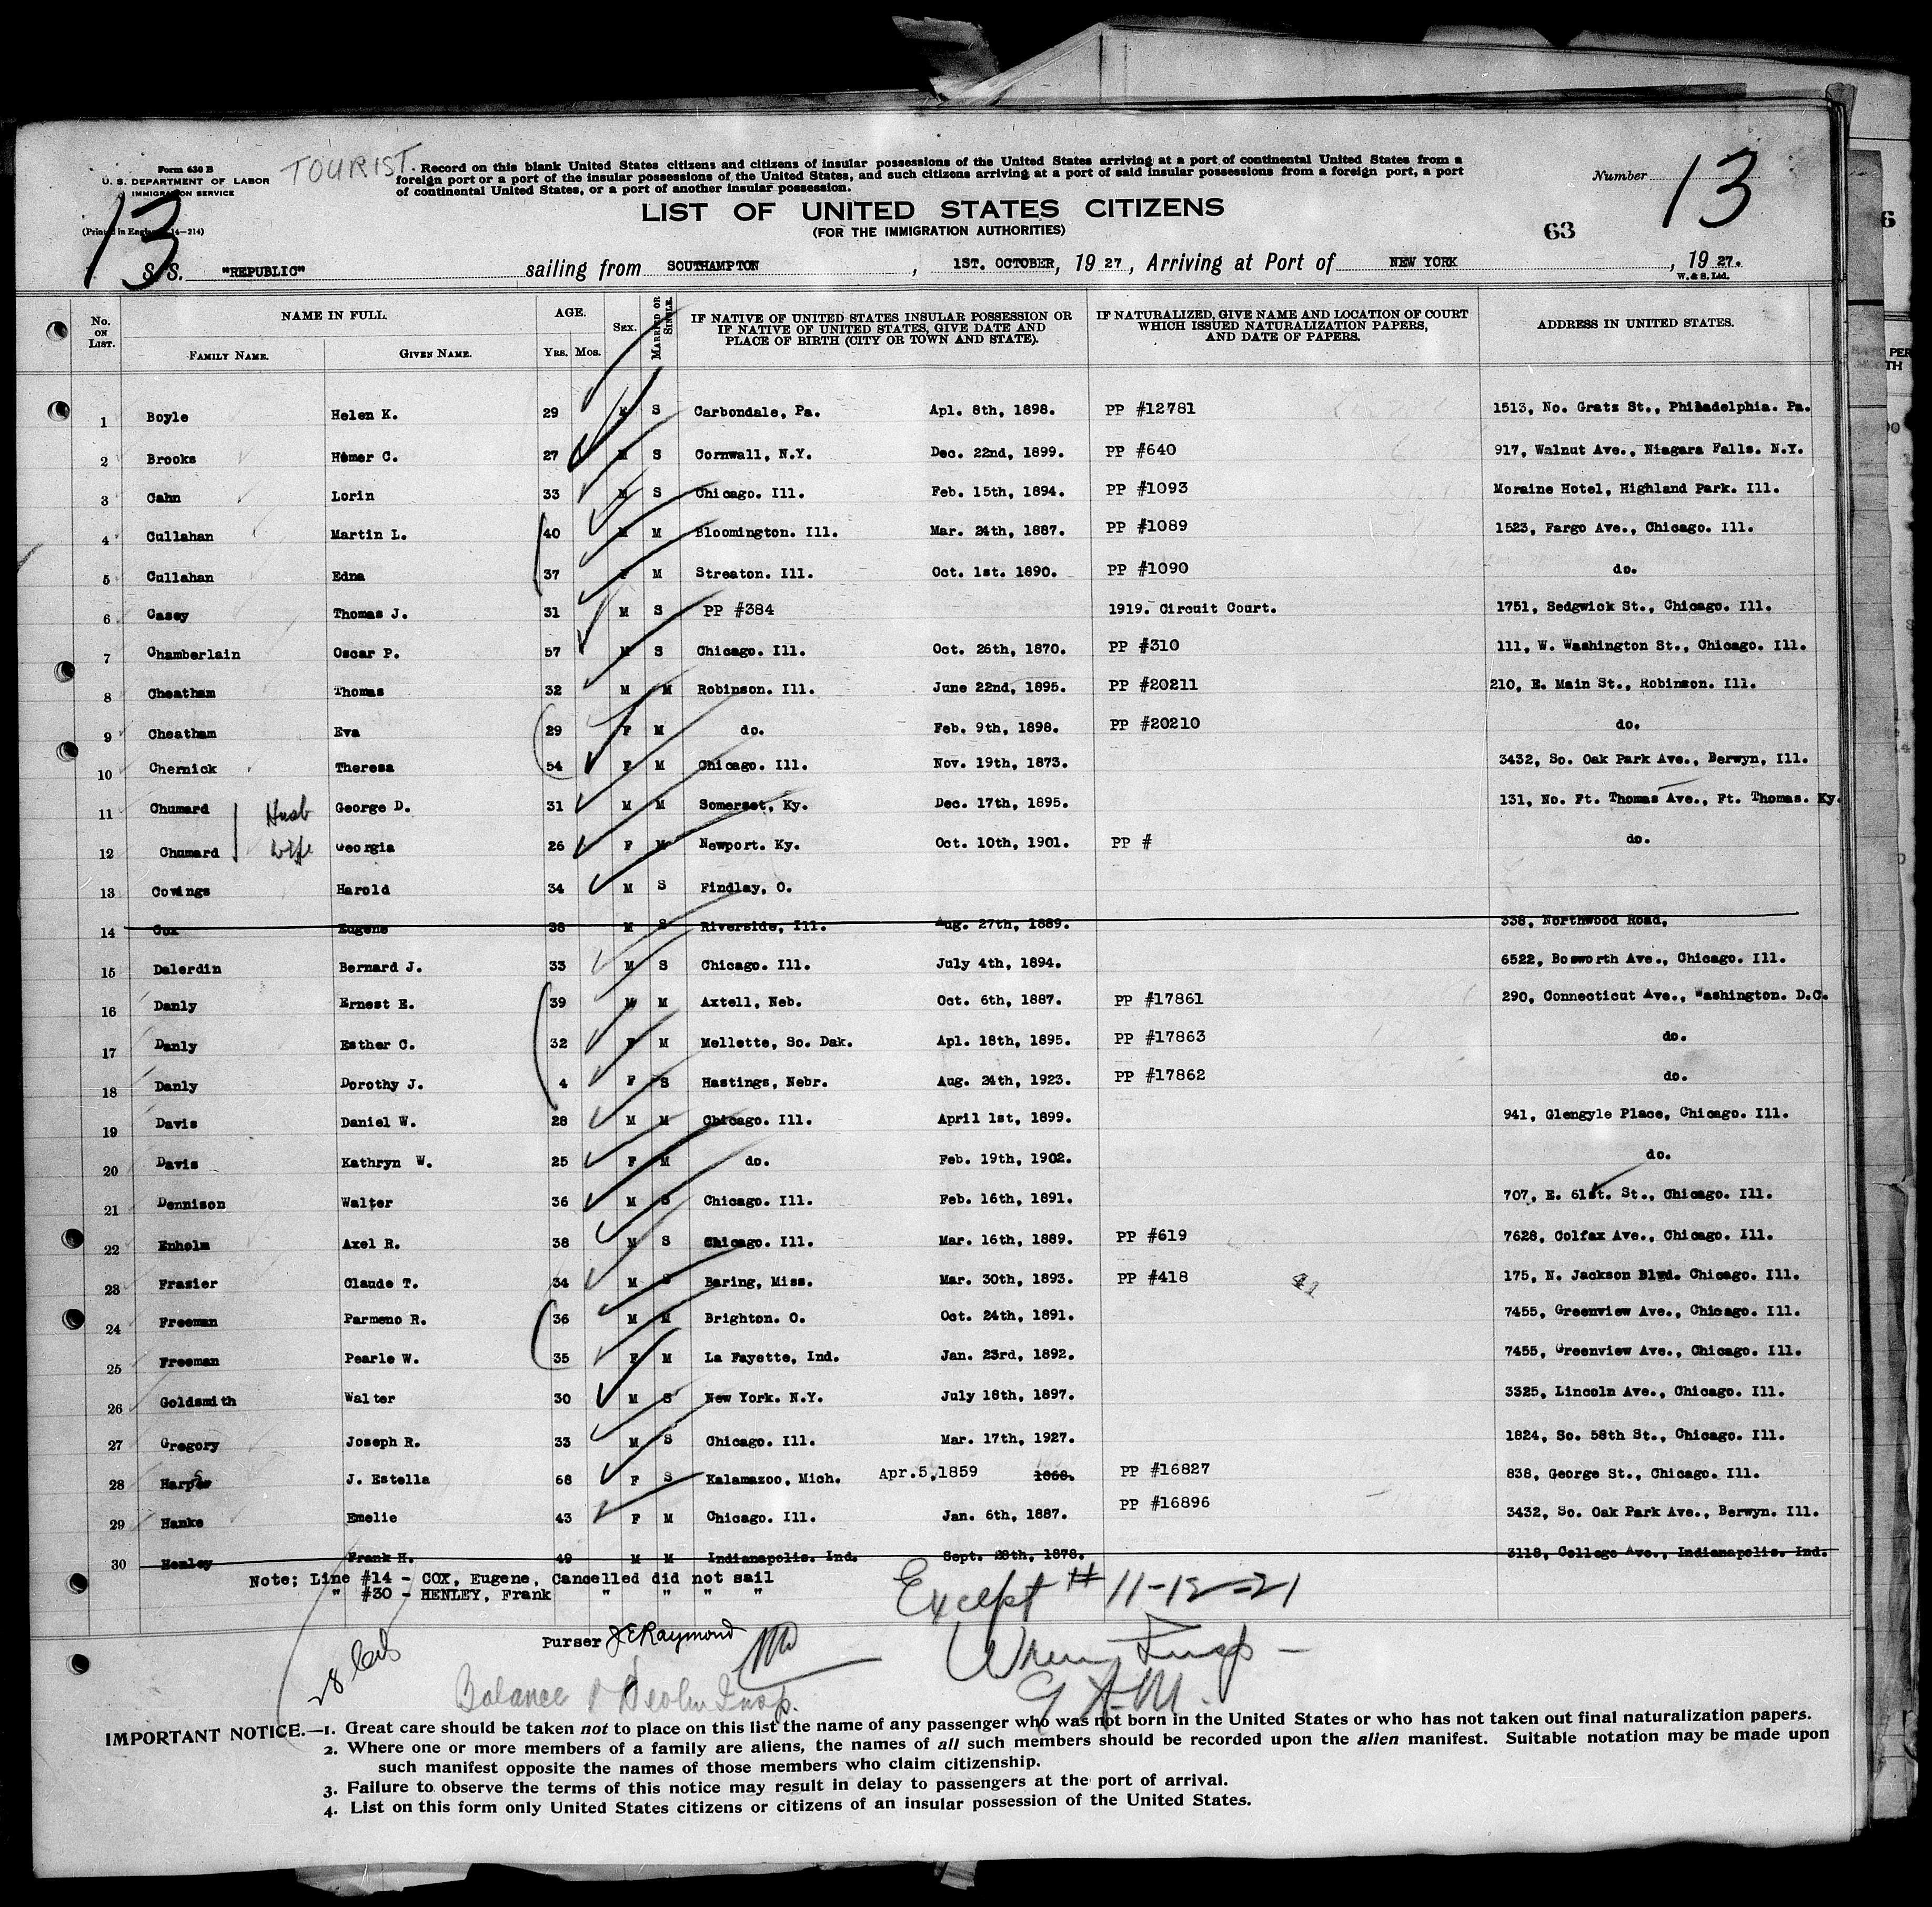 Form 630 B
U. S. DEPARTMENT OF LABOR
IMMIGRATION SERVICE
TOURIST
Record on this blank United States citizens and citizens of insular possessions of the United States arriving at a port of continental United States from a
foreign port or a port of the insular possessions of the United States, and such citizens arriving at a port of said insular possessions from a foreign port, a port
of continental United States, or a port of another insular possession.
Number 13
13
LIST OF UNITED STATES CITIZENS
(FOR THE IMMIGRATION AUTHORITIES)
63
S.S. "REPUBLIC" sailing from SOUTHAMPTON, 1ST. OCTOBER, 1927, Arriving at Port of NEW YORK, 1927.
W. & S. Ltd.
No. ON LIST. NAME IN FULL. FAMILY NAME. GIVEN NAME. AGE. YRS. MOS. SEX. MARRIED OR SINGLE. IF NATIVE OF UNITED STATES INSULAR POSSESSION OR IF NATIVE OF UNITED STATES, GIVE DATE AND PLACE OF BIRTH (CITY OR TOWN AND STATE). IF NATURALIZED, GIVE NAME AND LOCATION OF COURT WHICH ISSUED NATURALIZATION PAPERS, AND DATE OF PAPERS. ADDRESS IN UNITED STATES.
1 Boyle Helen K. 29 S Carbondale, Pa. Apl. 8th, 1898. PP #12781 1513, No. Gratz St., Philadelphia. Pa.
2 Brooks Homer C. 27 M S Cornwall, N.Y. Dec. 22nd, 1899. PP #640 917, Walnut Ave., Niagara Falls. N.Y.
3 Cahn Lorin 33 M S Chicago. Ill. Feb. 15th, 1894. PP #1093 Moraine Hotel, Highland Park. Ill.
4 Cullahan Martin L. 40 M M Bloomington. Ill. Mar. 24th, 1887. PP #1089 1523, Fargo Ave., Chicago. Ill.
5 Cullahan Edna 37 F M Streaton. Ill. Oct. 1st. 1890. PP #1090 do.
6 Casey Thomas J. 31 M S PP #384 1919. Circuit Court. 1751, Sedgwick St., Chicago. Ill.
7 Chamberlain Oscar P. 57 M S Chicago. Ill. Oct. 26th, 1870. PP #310 111, W. Washington St., Chicago. Ill.
8 Cheatham Thomas 32 M M Robinson. Ill. June 22nd, 1895. PP #20211 210, E. Main St., Robinson. Ill.
9 Cheatham Eva 29 F M do. Feb. 9th, 1898. PP #20210 do.
10 Chernick Theresa 54 F M Chicago. Ill. Nov. 19th, 1873. 3432, So. Oak Park Ave., Berwyn, Ill.
11 Chumard Husb George D. 31 M M Somerset, Ky. Dec. 17th, 1895. 131, No. Ft. Thomas Ave., Ft. Thomas. Ky.
12 Chumard wife Georgia 26 F M Newport. Ky. Oct. 10th, 1901. PP # do.
13 Covings Harold 34 M S Findlay, O.
14 Cox Eugene 38 M S Riverside, Ill. Aug. 27th, 1889. 338, Northwood Road,
15 Dalerdin Bernard J. 33 M S Chicago. Ill. July 4th, 1894. 6522, Bosworth Ave., Chicago. Ill.
16 Danly Ernest E. 39 M M Axtell, Neb. Oct. 6th, 1887. PP #17861 290, Connecticut Ave., Washington. D.C.
17 Danly Esther C. 32 F M Mellette, So. Dak. Apl. 18th, 1895. PP #17863 do.
18 Danly Dorothy J. 4 F S Hastings, Nebr. Aug. 24th, 1923. PP #17862 do.
19 Davis Daniel W. 28 M M Chicago. Ill. April 1st, 1899. 941, Glengyle Place, Chicago. Ill.
20 Davis Kathryn W. 25 F M do. Feb. 19th, 1902. do.
21 Dennison Walter 36 M S Chicago. Ill. Feb. 16th, 1891. 707, E. 61st. St., Chicago. Ill.
22 Enholm Axel R. 38 M S Chicago. Ill. Mar. 16th, 1889. PP #619 7628, Colfax Ave., Chicago. Ill.
23 Frazier Claude T. 34 M S Baring, Miss. Mar. 30th, 1893. PP #418 175, N. Jackson Blvd. Chicago. Ill.
24 Freeman Parmeno R. 36 M M Brighton. O. Oct. 24th, 1891. 7455, Greenview Ave., Chicago. Ill.
25 Freeman Pearle W. 35 F M La Fayette, Ind. Jan. 23rd, 1892. 7455, Greenview Ave., Chicago. Ill.
26 Goldsmith Walter 30 M S New York. N.Y. July 18th, 1897. 3325, Lincoln Ave., Chicago. Ill.
27 Gregory Joseph R. 33 M S Chicago. Ill. Mar. 17th, 1927. 1824, So. 58th St., Chicago. Ill.
28 J. Estella 68 F S Kalamazoo, Mich. Apr.5,1859 1868. PP #16827 838, George St., Chicago. Ill.
29 Hanke Emelie 43 F M Chicago. Ill. Jan. 6th, 1887. PP #16896 3432, So. Oak Park Ave., Berwyn. Ill.
30 Henley Frank H. 49 M M Indianapolis. Ind. Sept. 28th, 1878. 3118, College Ave., Indianapolis. Ind.
Note; Line #14 - COX, Eugene, Cancelled did not sail
" #30 - HENLEY, Frank " " " "
Except # 11-12-21
Purser J E Raymond
Insp
Balance
IMPORTANT NOTICE.—1. Great care should be taken not to place on this list the name of any passenger who was not born in the United States or who has not taken out final naturalization papers.
2. Where one or more members of a family are aliens, the names of all such members should be recorded upon the alien manifest. Suitable notation may be made upon
such manifest opposite the names of those members who claim citizenship.
3. Failure to observe the terms of this notice may result in delay to passengers at the port of arrival.
4. List on this form only United States citizens or citizens of an insular possession of the United States.